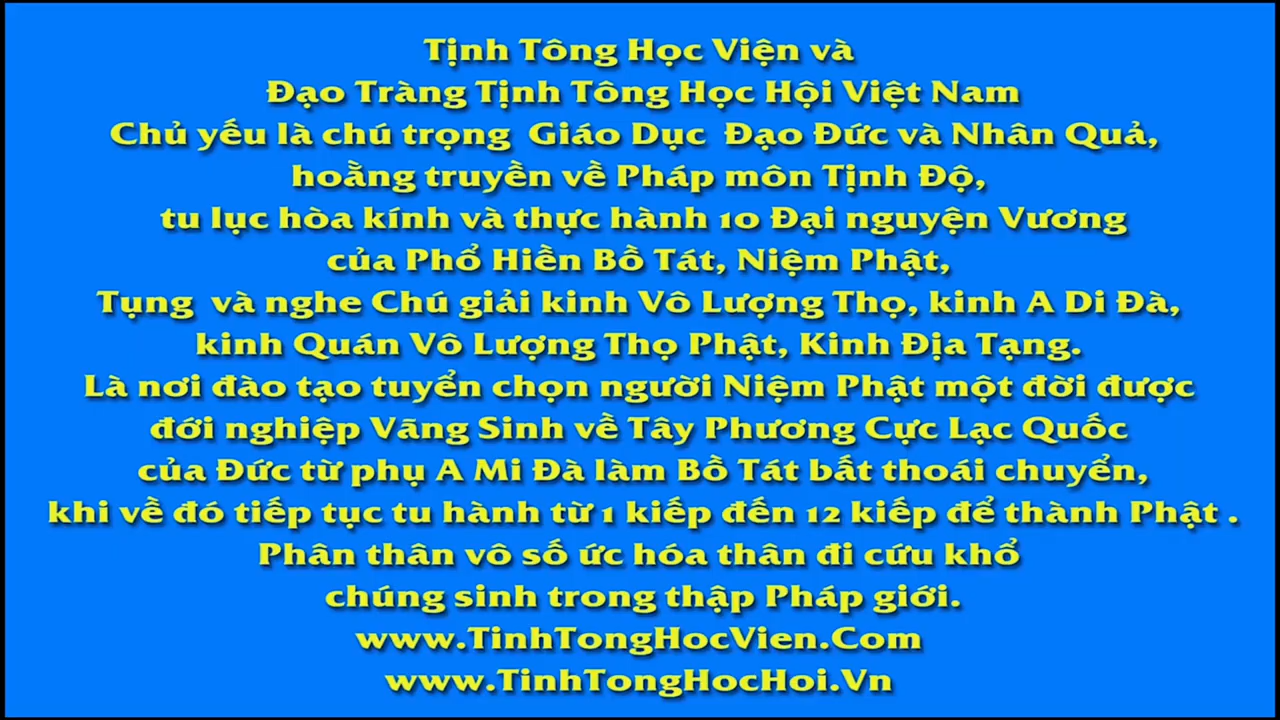 Tịnh Tông Học Viện và
Đạo Tràng Tịnh Tông Học Hội Việt Nam
Chủ yếu là chú trọng Giáo Dục Đạo Đức và Nhân Quả,
hoằng truyền về Pháp môn Tịnh Độ,
tu lục hòa kính và thực hành 10 Đại nguyện Vương
của Phổ Hiền Bồ Tát, Niệm Phật,
Tụng và nghe Chú giải kinh Vô Lượng Thọ, kinh A Di Đà,
kinh Quán Vô Lượng Thọ Phật, Kinh Địa Tạng.
Là nơi đào tạo tuyển chọn người Niệm Phật một đời được
đới nghiệp Vãng Sinh về Tây Phương Cực Lạc Quốc
của Đức từ phụ A Mi Đà làm Bồ Tát bất thoái chuyển,
khi về đó tiếp tục tu hành từ 1 kiếp đến 12 kiếp để thành Phật .
Phân thân vô số ức hóa thân đi cứu khổ
chúng sinh trong thập Pháp giới.
www.TinhTongHocVien.Com
www.TinhTongHocHoi.Vn